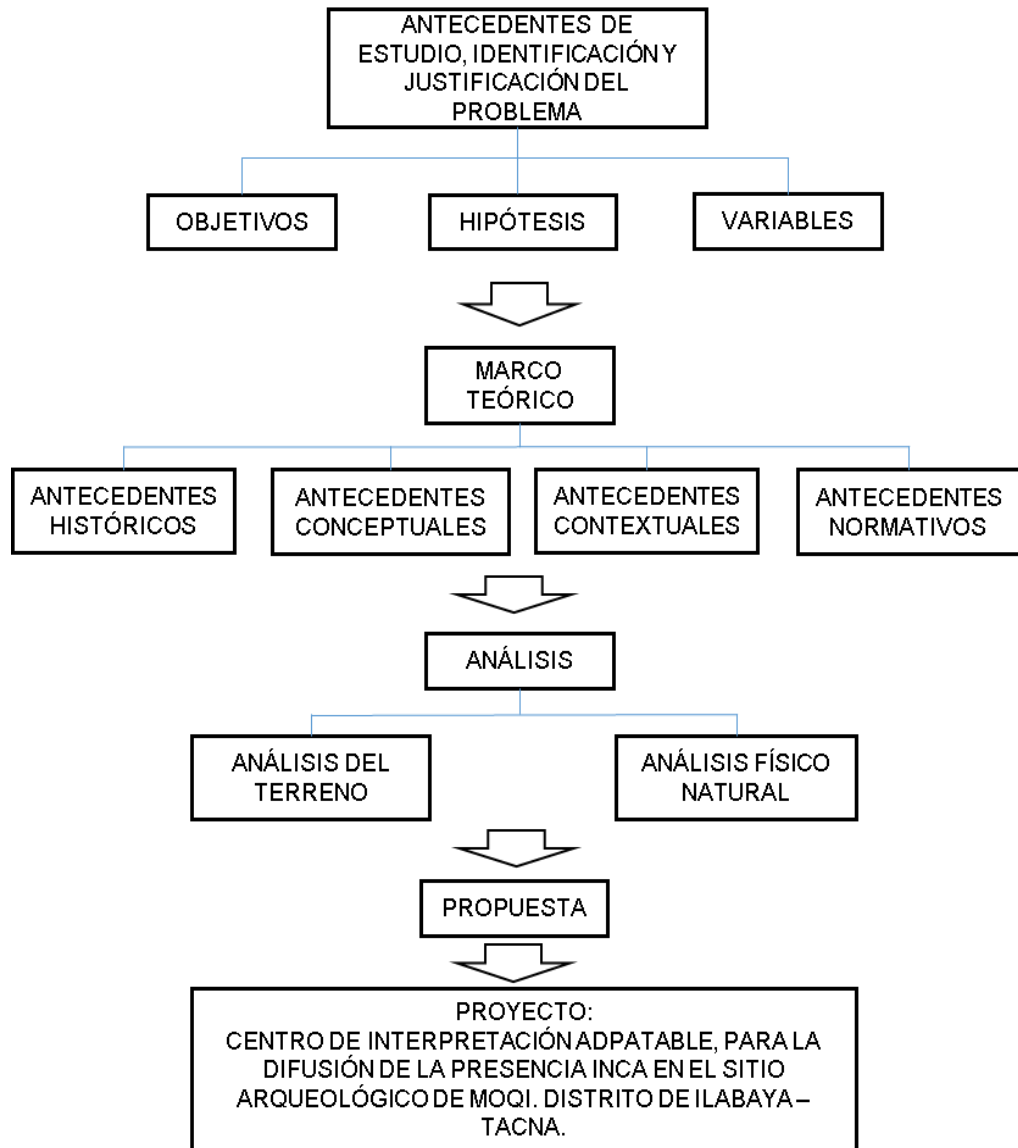 ANTECEDENTES DE
ESTUDIO, IDENTIFICACIÓN Y
JUSTIFICACIÓN DEL
PROBLEMA
OBJETIVOS
HIPÓTESIS
VARIABLES
MARCO
TEÓRICO
ANTECEDENTES
HISTÓRICOS
ANTECEDENTES
CONCEPTUALES
ANTECEDENTES
CONTEXTUALES
ANTECEDENTES
NORMATIVOS
ANÁLISIS
ANÁLISIS DEL
TERRENO
ANÁLISIS FÍSICO
NATURAL
PROPUESTA
PROYECTO:
CENTRO DE INTERPRETACIÓN ADPATABLE, PARA LA
DIFUSIÓN DE LA PRESENCIA INCA EN EL SITIO
ARQUEOLÓGICO DE MOQI. DISTRITO DE ILABAYA –
TACNA.